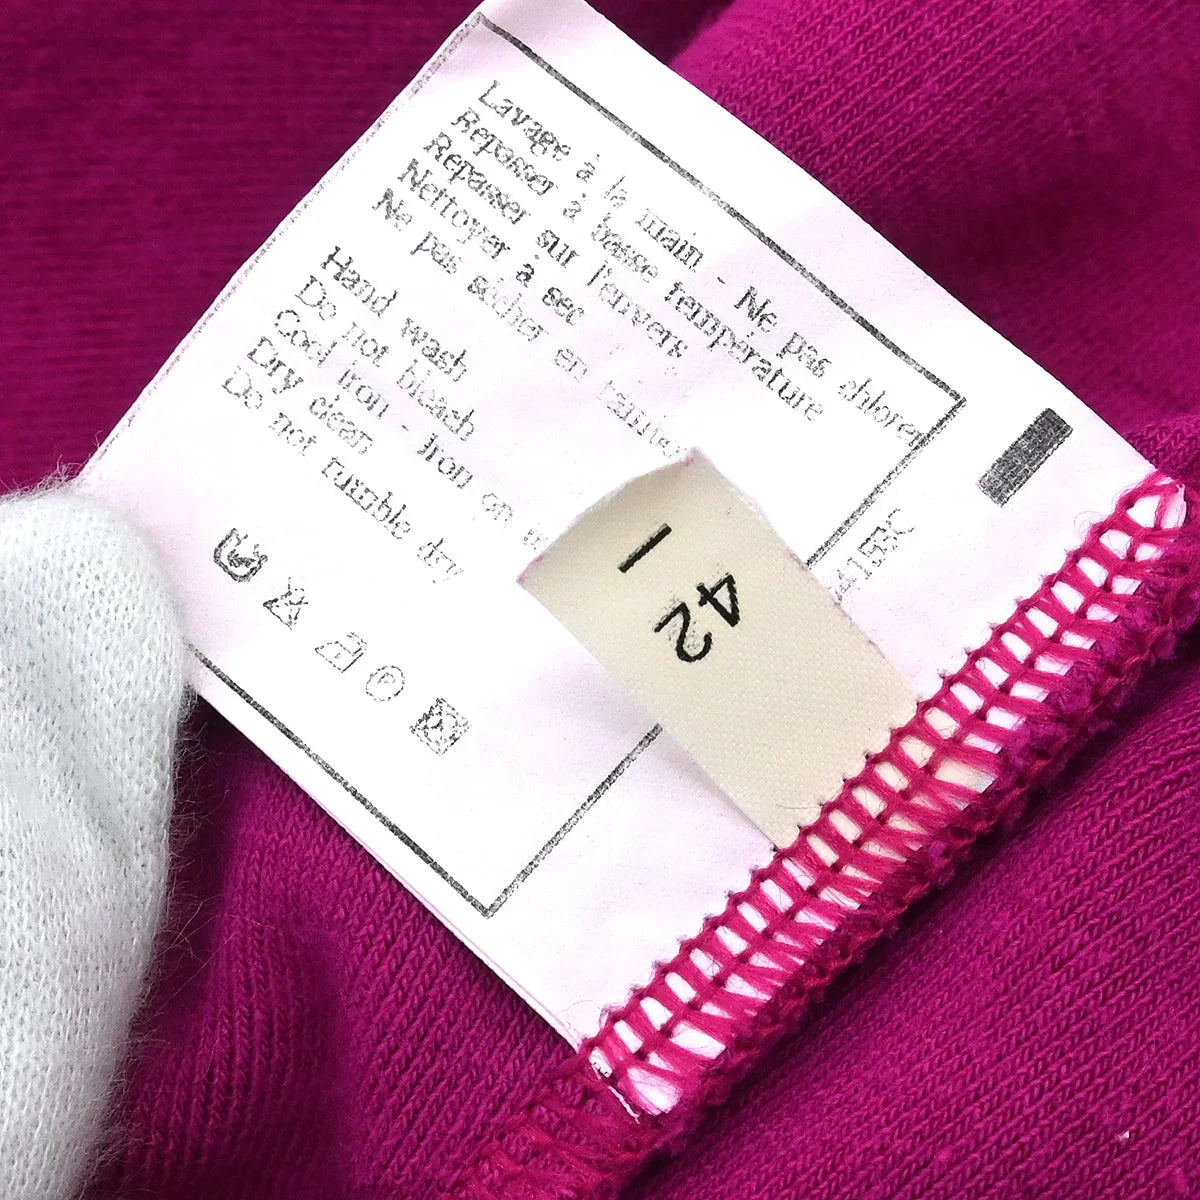 Lavage à la main - Ne pas chlorer
Repasser à basse température
Repasser sur l'envers
Nettoyer à sec
Ne pas sécher en
Hand wash
Do not bleach
Cool iron - Iron on
Dry clean
Do not tumble dry
P
42